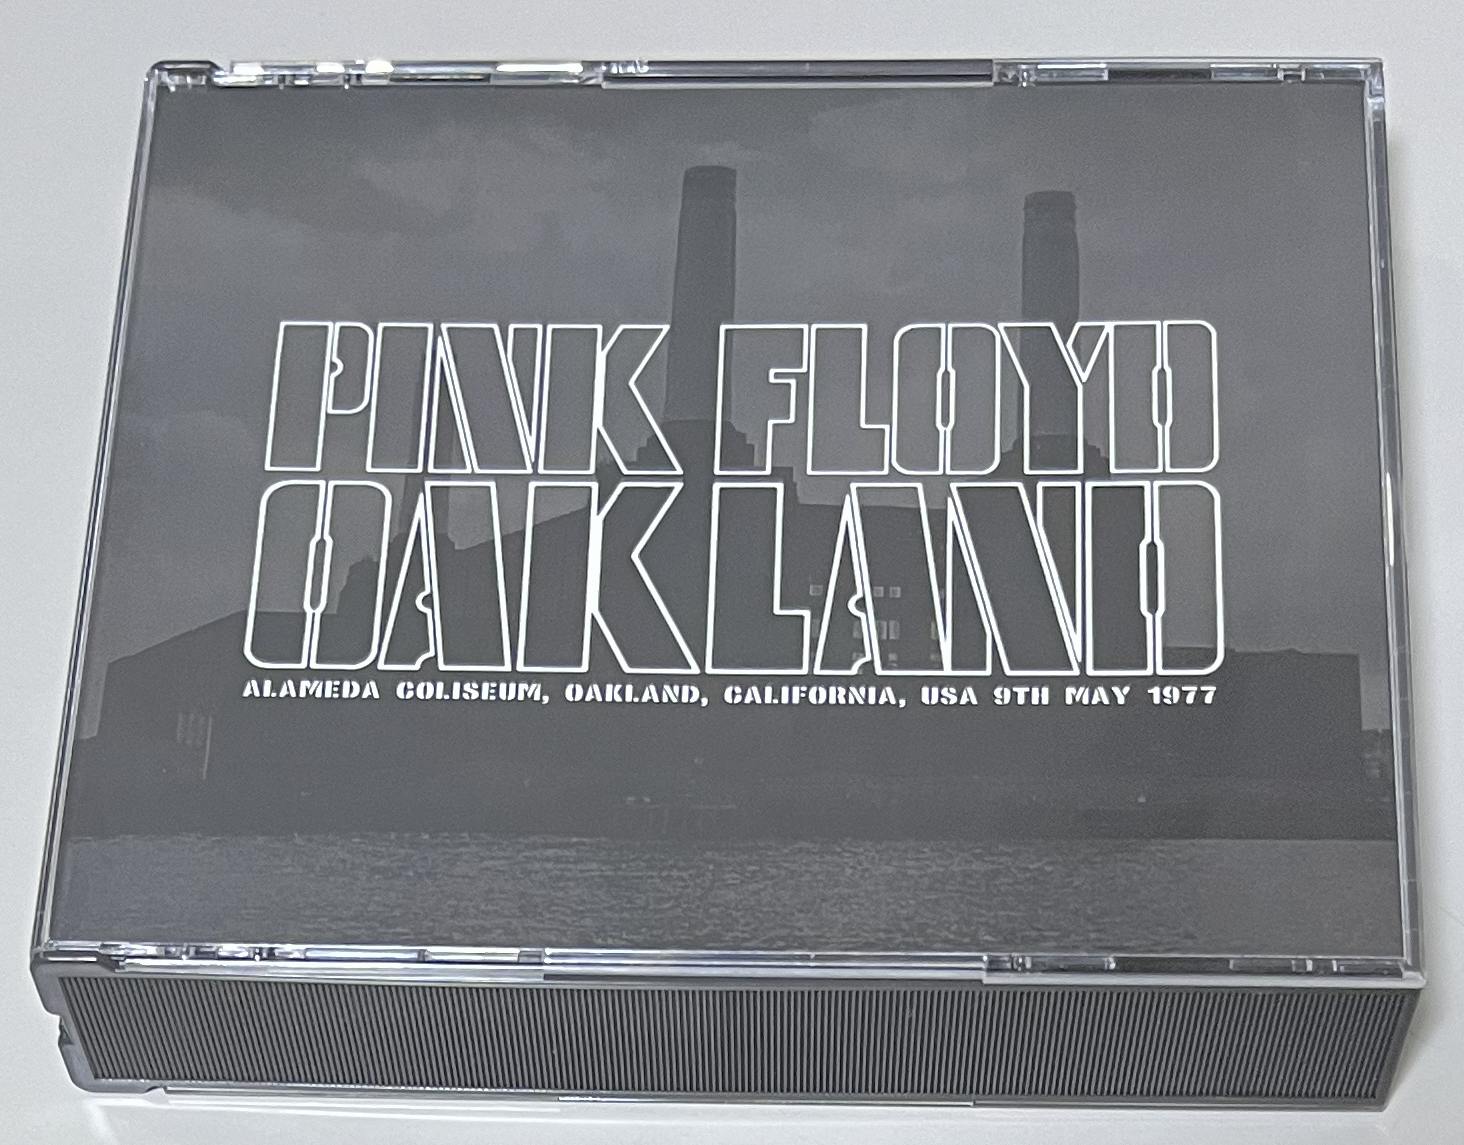 PINK FLOYD
OAKLAND
ALAMEDA COLISEUM, OAKLAND, CALIFORNIA, USA 9TH MAY 1977